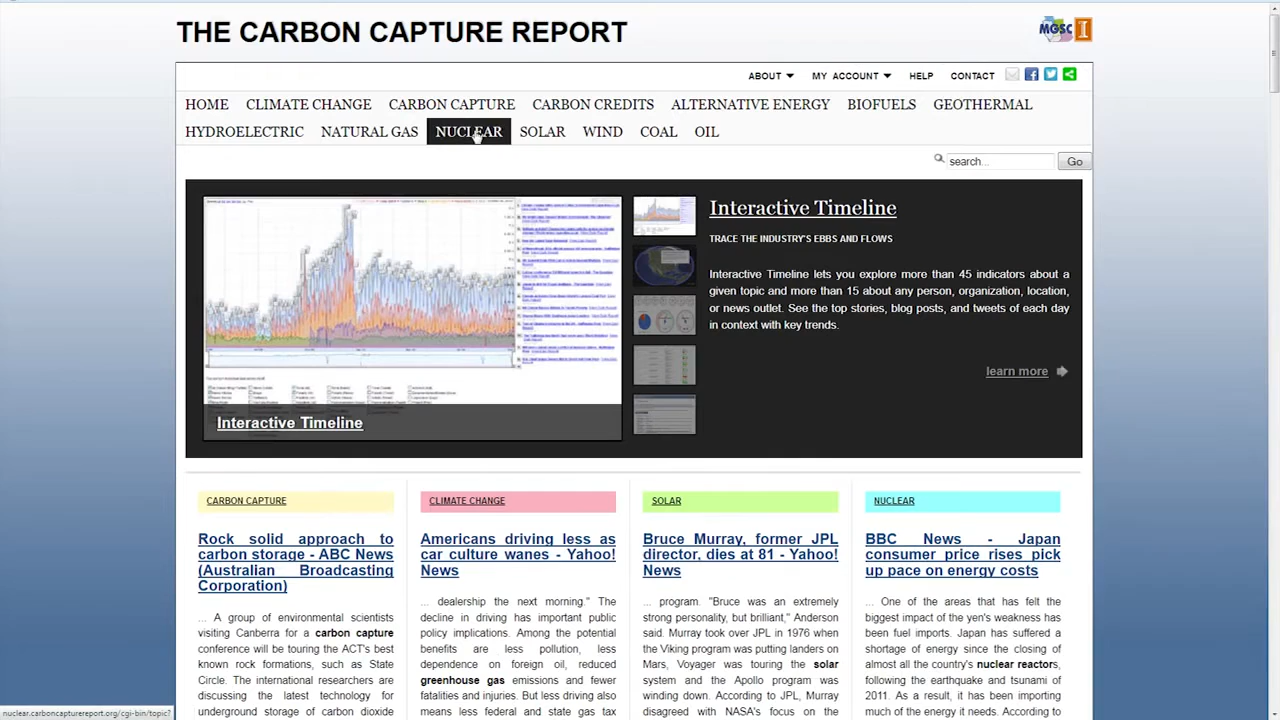 THE CARBON CAPTURE REPORT
MGSC I
ABOUT MY ACCOUNT HELP CONTACT
HOME CLIMATE CHANGE CARBON CAPTURE CARBON CREDITS ALTERNATIVE ENERGY BIOFUELS GEOTHERMAL
HYDROELECTRIC NATURAL GAS NUCLEAR SOLAR WIND COAL OIL
search... Go
Interactive Timeline
Interactive Timeline
Interacive Timeline lets you explore more than 45 indicators about a
given topic and more than 15 about any person, organization, location,
or news outlet. View top stories, blog posts, and tweets of each day
in concert with key trends.
learn more
CARBON CAPTURE
Rock solid approach to
carbon storage - ABC News
(Australian Broadcasting
Corporation)
... A group of environmental scientists
visiting Canberra for a carbon capture
conference will be touring the ACT's best
known rock formations, such as State
Circle. The international researchers are
discussing the latest technology for
underground storage of carbon dioxide
CLIMATE CHANGE
Americans driving less as
car culture wanes - Yahoo!
News
... dealership the next morning." The
decline in driving has important public
policy implications. Among the potential
benefits are less pollution, less
dependence on foreign oil, reduced
greenhouse gas emissions and fewer
fatalities and injuries. But less driving also
means less federal and state gas tax
SOLAR
Bruce Murray, former JPL
director, dies at 81 - Yahoo!
News
... program. "Bruce was an extremely
strong personality, but brilliant," Anderson
said. Murray took over JPL in 1976 when
the Viking program was putting landers on
Mars, Voyager was touring the solar
system and the Apollo program was
winding down. According to JPL, Murray
disagreed with NASA's focus on the
NUCLEAR
BBC News - Japan
consumer price rises pick
up pace on energy costs
... One of the areas that has felt the
biggest impact of the yen's weakness has
been fuel imports. Japan has suffered a
shortage of energy since the closing of
almost all the country's nuclear reactors,
following the earthquake and tsunami of
2011. As a result, it has been importing
much of its energy needs. According to
nuclear.carboncapturereport.org/cgi-bin/topic?